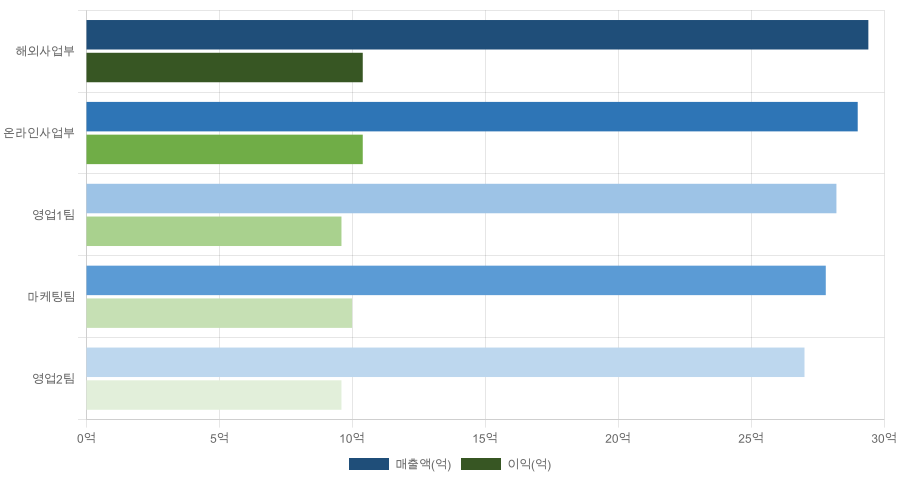 해외사업부
온라인사업부
영업1팀
마케팅팀
영업2팀
0억 5억 10억 15억 20억 25억 30억
매출액(억) 이익(억)